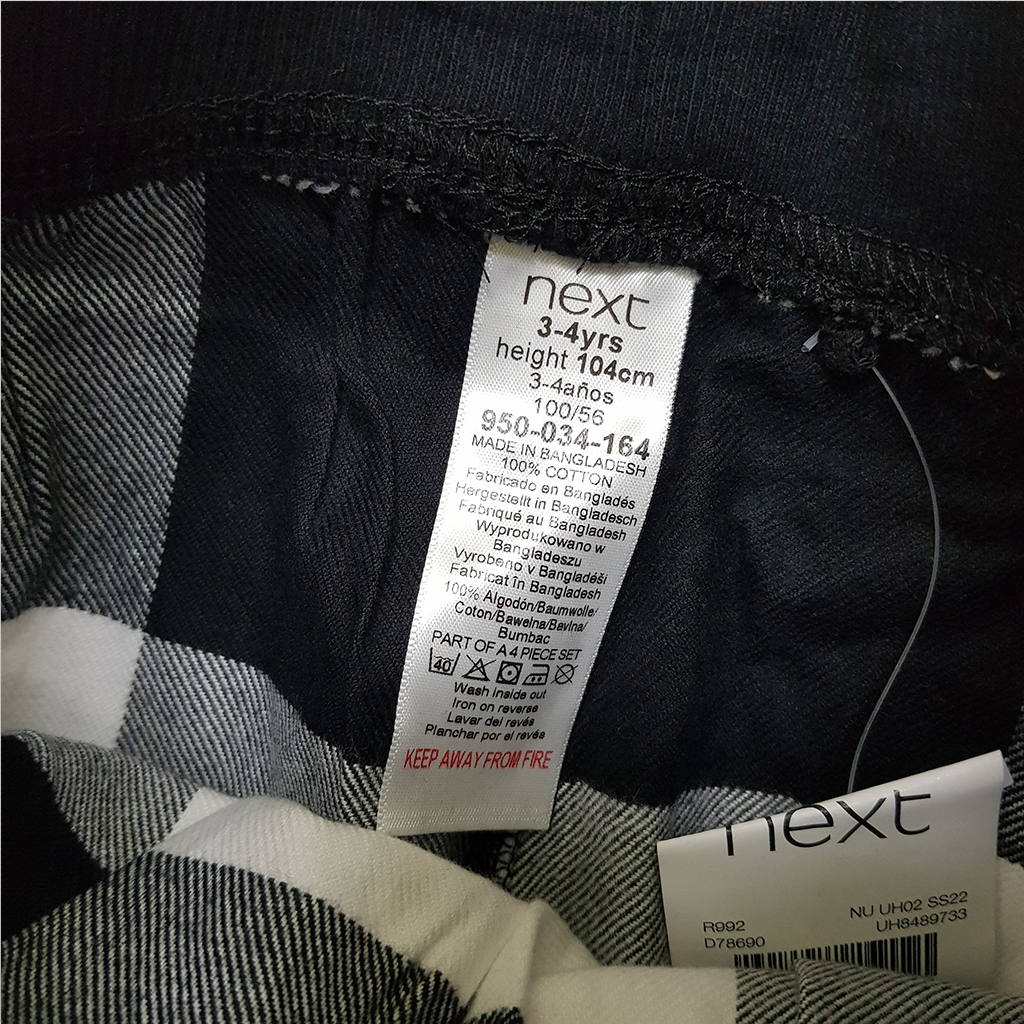 next
3-4yrs
height 104cm
3-4años
100/56
950-034-164
MADE IN BANGLADESH
100% COTTON
Fabricado en Bangladés
Hergestellt in Bangladesch
Fabriqué au Bangladesh
Wyprodukowano w
Bangladeszu
Vyrobeno v Bangladéši
Fabricat în Bangladesh
100% Algodón/Baumwolle/
Coton/Bawełna/Bavlna/
Bumbac
PART OF A 4 PIECE SET
40
Wash inside out
Iron on reverse
Lavar del revés
Planchar por el revés
KEEP AWAY FROM FIRE
next
NU UH02 SS22
R992 UH8489733
D78690